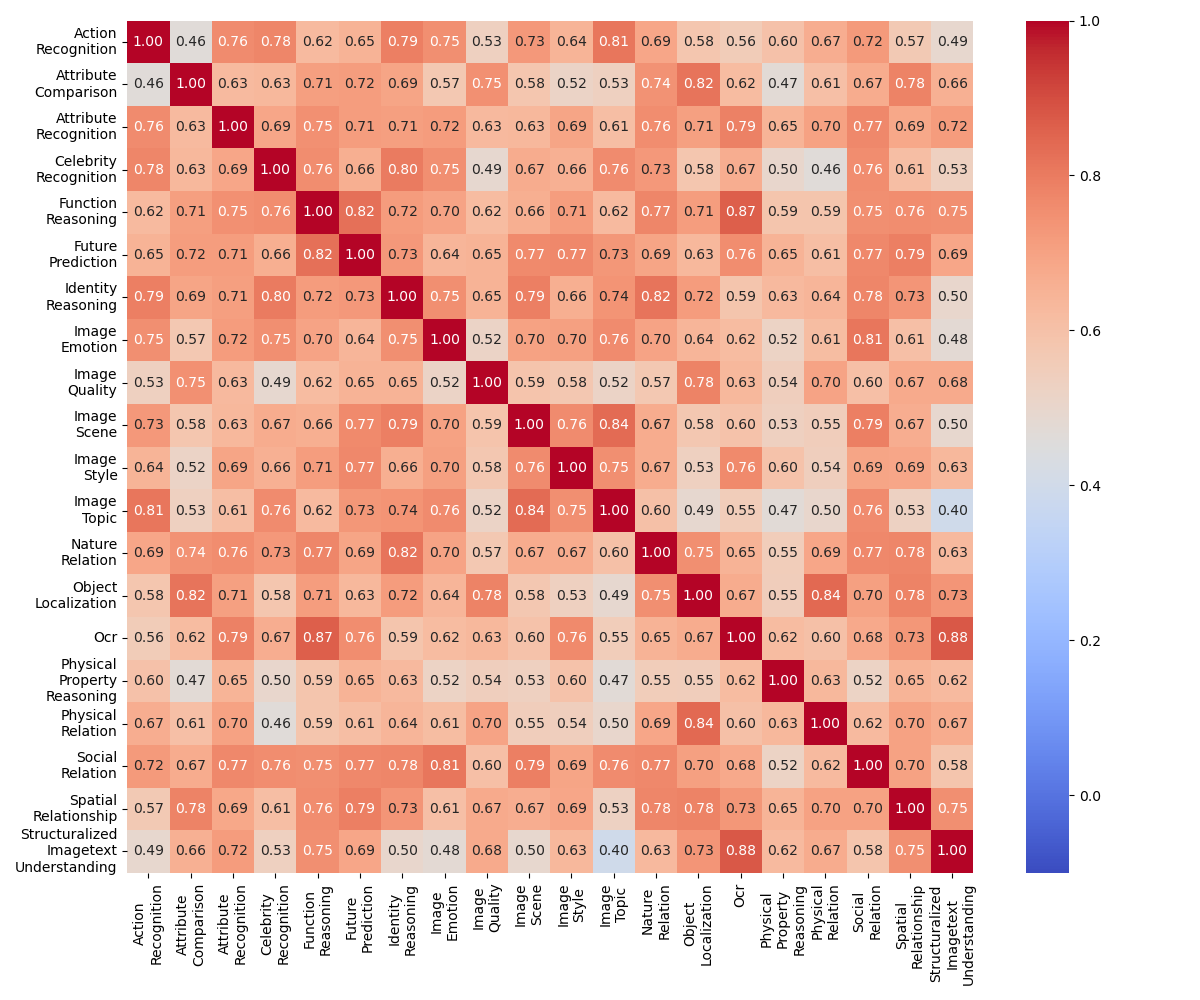 Action
Recognition
1.00 0.46 0.76 0.78 0.62 0.65 0.79 0.75 0.53 0.73 0.64 0.81 0.69 0.58 0.56 0.60 0.67 0.72 0.57 0.49
Attribute
Comparison
0.46 1.00 0.63 0.63 0.71 0.72 0.69 0.57 0.75 0.58 0.52 0.53 0.74 0.82 0.62 0.47 0.61 0.67 0.78 0.66
Attribute
Recognition
0.76 0.63 1.00 0.69 0.75 0.71 0.71 0.72 0.63 0.63 0.69 0.61 0.76 0.71 0.79 0.65 0.70 0.77 0.69 0.72
Celebrity
Recognition
0.78 0.63 0.69 1.00 0.76 0.66 0.80 0.75 0.49 0.67 0.66 0.76 0.73 0.58 0.67 0.50 0.46 0.76 0.61 0.53
Function
Reasoning
0.62 0.71 0.75 0.76 1.00 0.82 0.72 0.70 0.62 0.66 0.71 0.62 0.77 0.71 0.87 0.59 0.59 0.75 0.76 0.75
Future
Prediction
0.65 0.72 0.71 0.66 0.82 1.00 0.73 0.64 0.65 0.77 0.77 0.73 0.69 0.63 0.76 0.65 0.61 0.77 0.79 0.69
Identity
Reasoning
0.79 0.69 0.71 0.80 0.72 0.73 1.00 0.75 0.65 0.79 0.66 0.74 0.82 0.72 0.59 0.63 0.64 0.78 0.73 0.50
Image
Emotion
0.75 0.57 0.72 0.75 0.70 0.64 0.75 1.00 0.52 0.70 0.70 0.76 0.70 0.64 0.62 0.52 0.61 0.81 0.61 0.48
Image
Quality
0.53 0.75 0.63 0.49 0.62 0.65 0.65 0.52 1.00 0.59 0.58 0.52 0.57 0.78 0.63 0.54 0.70 0.60 0.67 0.68
Image
Scene
0.73 0.58 0.63 0.67 0.66 0.77 0.79 0.70 0.59 1.00 0.76 0.84 0.67 0.58 0.60 0.53 0.55 0.79 0.67 0.50
Image
Style
0.64 0.52 0.69 0.66 0.71 0.77 0.66 0.70 0.58 0.76 1.00 0.75 0.67 0.53 0.76 0.60 0.54 0.69 0.69 0.63
Image
Topic
0.81 0.53 0.61 0.76 0.62 0.73 0.74 0.76 0.52 0.84 0.75 1.00 0.60 0.49 0.55 0.47 0.50 0.76 0.53 0.40
Nature
Relation
0.69 0.74 0.76 0.73 0.77 0.69 0.82 0.70 0.57 0.67 0.67 0.60 1.00 0.75 0.65 0.55 0.69 0.77 0.78 0.63
Object
Localization
0.58 0.82 0.71 0.58 0.71 0.63 0.72 0.64 0.78 0.58 0.53 0.49 0.75 1.00 0.67 0.55 0.84 0.70 0.78 0.73
Ocr
0.56 0.62 0.79 0.67 0.87 0.76 0.59 0.62 0.63 0.60 0.76 0.55 0.65 0.67 1.00 0.62 0.60 0.68 0.73 0.88
Physical
Property
Reasoning
0.60 0.47 0.65 0.50 0.59 0.65 0.63 0.52 0.54 0.53 0.60 0.47 0.55 0.55 0.62 1.00 0.63 0.52 0.65 0.62
Physical
Relation
0.67 0.61 0.70 0.46 0.59 0.61 0.64 0.61 0.70 0.55 0.54 0.50 0.69 0.84 0.60 0.63 1.00 0.62 0.70 0.67
Social
Relation
0.72 0.67 0.77 0.76 0.75 0.77 0.78 0.81 0.60 0.79 0.69 0.76 0.77 0.70 0.68 0.52 0.62 1.00 0.70 0.58
Spatial
Relationship
0.57 0.78 0.69 0.61 0.76 0.79 0.73 0.61 0.67 0.67 0.69 0.53 0.78 0.78 0.73 0.65 0.70 0.70 1.00 0.75
Structuralized
Imagetext
Understanding
0.49 0.66 0.72 0.53 0.75 0.69 0.50 0.48 0.68 0.50 0.63 0.40 0.63 0.73 0.88 0.62 0.67 0.58 0.75 1.00
Action
Recognition
Attribute
Comparison
Attribute
Recognition
Celebrity
Recognition
Function
Reasoning
Future
Prediction
Identity
Reasoning
Image
Emotion
Image
Quality
Image
Scene
Image
Style
Image
Topic
Nature
Relation
Object
Localization
Ocr
Physical
Property
Reasoning
Physical
Relation
Social
Relation
Spatial
Relationship
Structuralized
Imagetext
Understanding
1.0
0.8
0.6
0.4
0.2
0.0